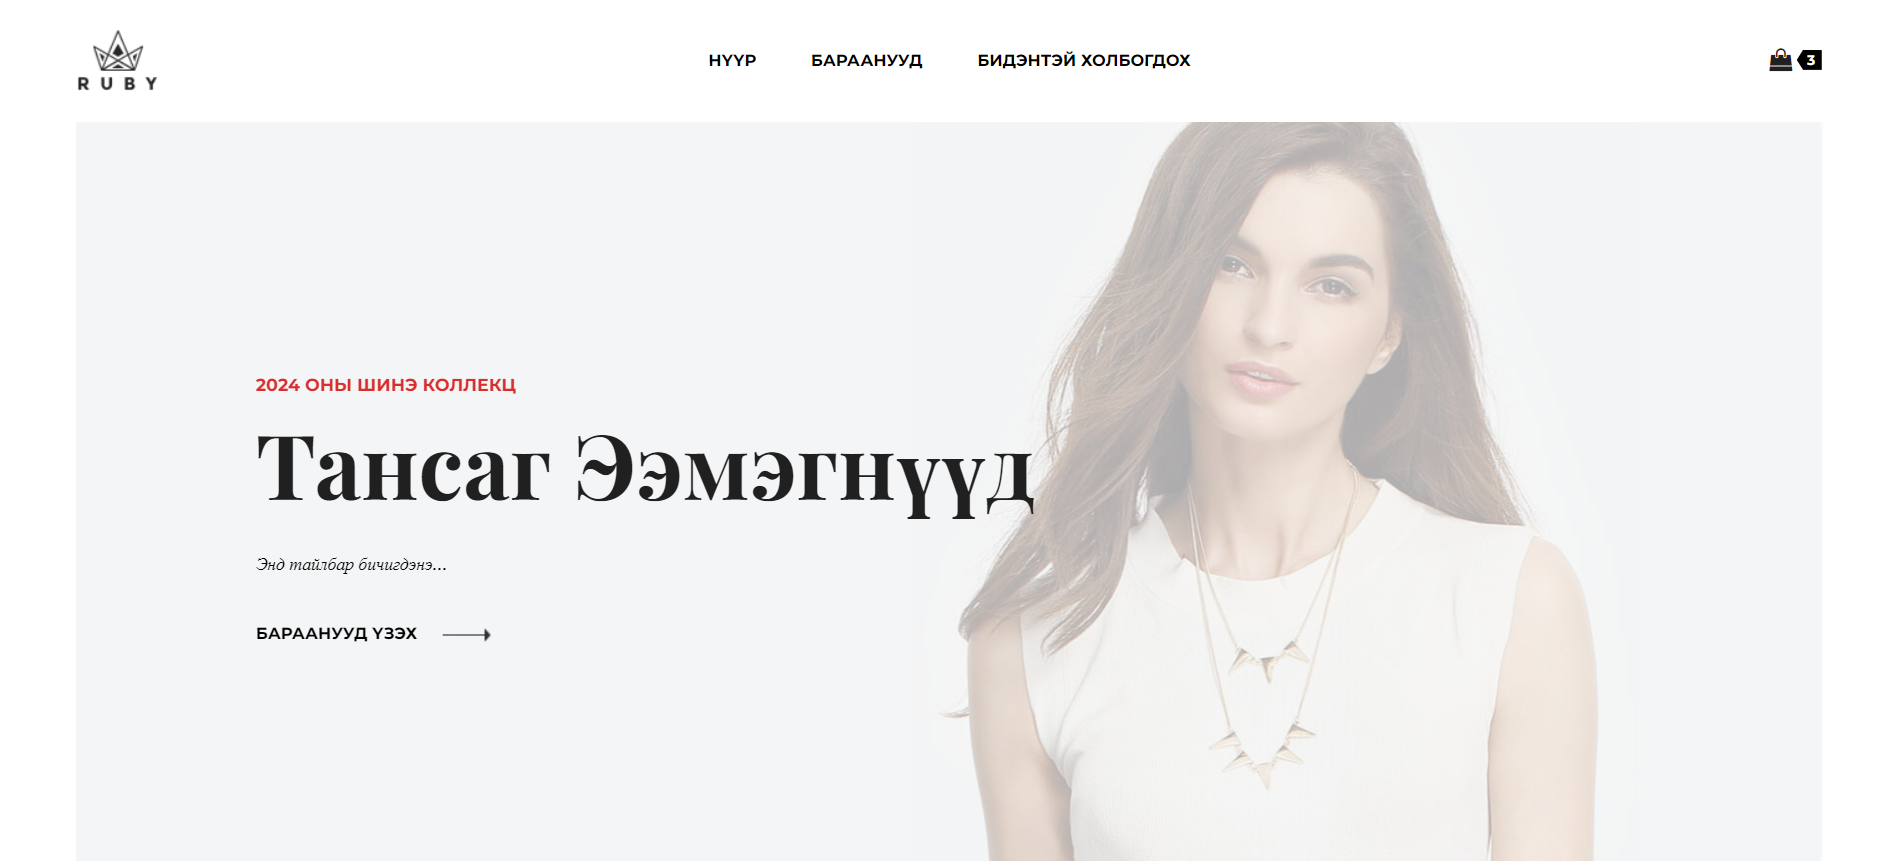 RUBY
НҮҮР
БАРААНУУД
БИДЭНТЭЙ ХОЛБОГДОХ
3
2024 ОНЫ ШИНЭ КОЛЛЕКЦ
Тансаг Ээмэгнүүд
Энд тайлбар бичигдэнэ...
БАРААНУУД ҮЗЭХ